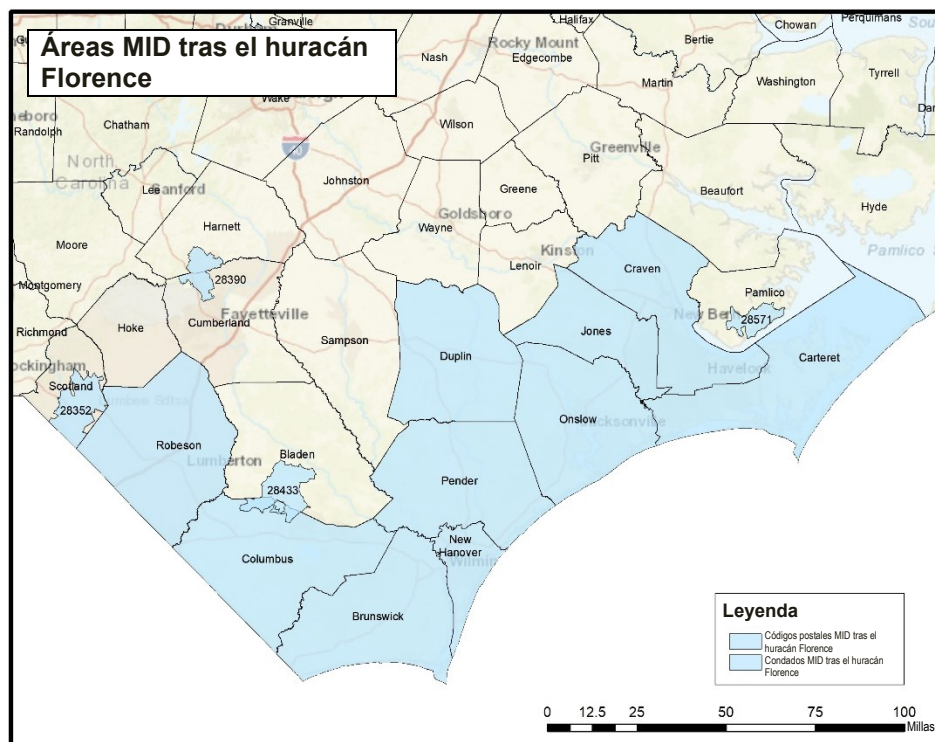 Áreas MID tras el huracán
Florence
Granville
Halifax
Chowan
Perquimans
Bertie
Nash
Rocky Mount
Edgecombe
Martin
Washington
Tyrrell
Wake
Chatham
Randolph
Wilson
North
Carolina
Lee
Sanford
Johnston
Greene
Pitt
Greenville
Beaufort
Hyde
Harnett
Goldsboro
Wayne
Moore
Kinston
Lenoir
Craven
Pamlico
Montgomery
28390
Hoke
Cumberland
Fayetteville
Sampson
Pamlico
New Bern
28571
Richmond
Jones
Duplin
Carteret
Havelock
Scotland
28352
Robeson
Onslow
Jacksonville
Lumberton
Bladen
28433
Pender
Columbus
New
Hanover
Brunswick
Leyenda
Códigos postales MID tras el
huracán Florence
Condados MID tras el huracán
Florence
0 12.5 25 50 75 100
Millas